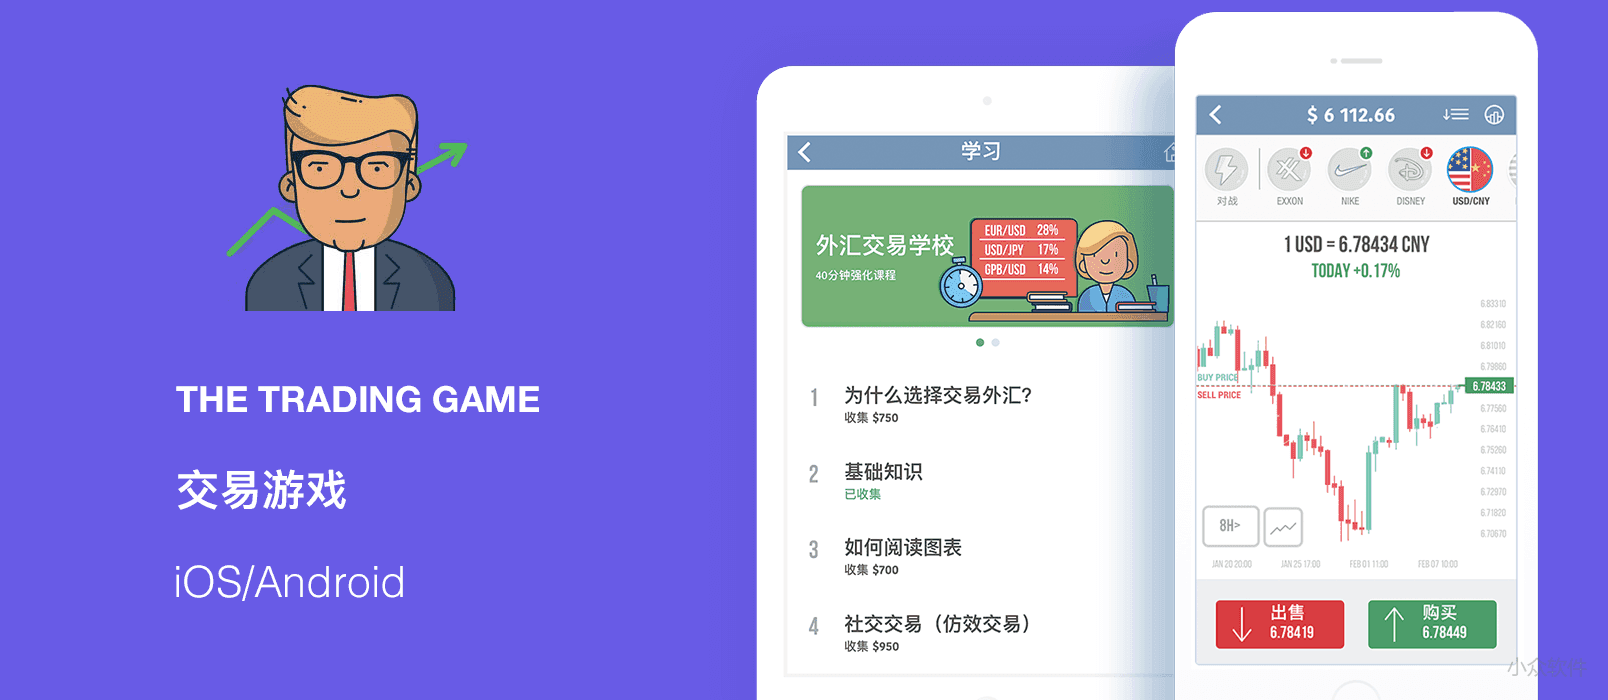 THE TRADING GAME
交易游戏
iOS/Android
学习
外汇交易学校
40分钟强化课程
EUR/USD 28%
USD/JPY 17%
GPB/USD 14%
1 为什么选择交易外汇?
收集 $750
2 基础知识
已收集
3 如何阅读图表
收集 $700
4 社交交易（仿效交易）
收集 $950
$ 6 112.66
对战 EXXON NIKE DISNEY USD/CNY
1 USD = 6.78434 CNY
TODAY +0.17%
6.83310
6.82160
6.81010
6.79860
BUY PRICE
6.78433
SELL PRICE
6.77560
6.76410
6.75260
6.74110
6.72970
6.71820
6.70670
8H>
JAN 20 20:00 JAN 25 17:00 FEB 01 11:00 FEB 07 10:00
出售
6.78419
购买
6.78449